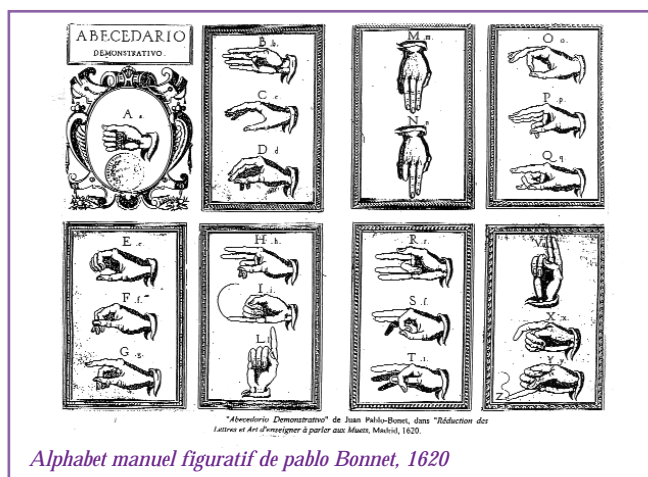 ABECEDARIO
DEMONSTRATIVO.
A a.
B .b.
C .c.
D d
M .m.
N .n
O o.
P .p.
Q .q
E .e.
F .f.
G .g.
H .h.
I .i.
L
R .r.
S .f.
T .t.
X .x.
Y y
Z
"Abecedario Demonstrativo" de Juan Pablo-Bonet, dans "Réduction des
Lettres et Art d'enseigner à parler aux Muets, Madrid, 1620.
Alphabet manuel figuratif de pablo Bonnet, 1620